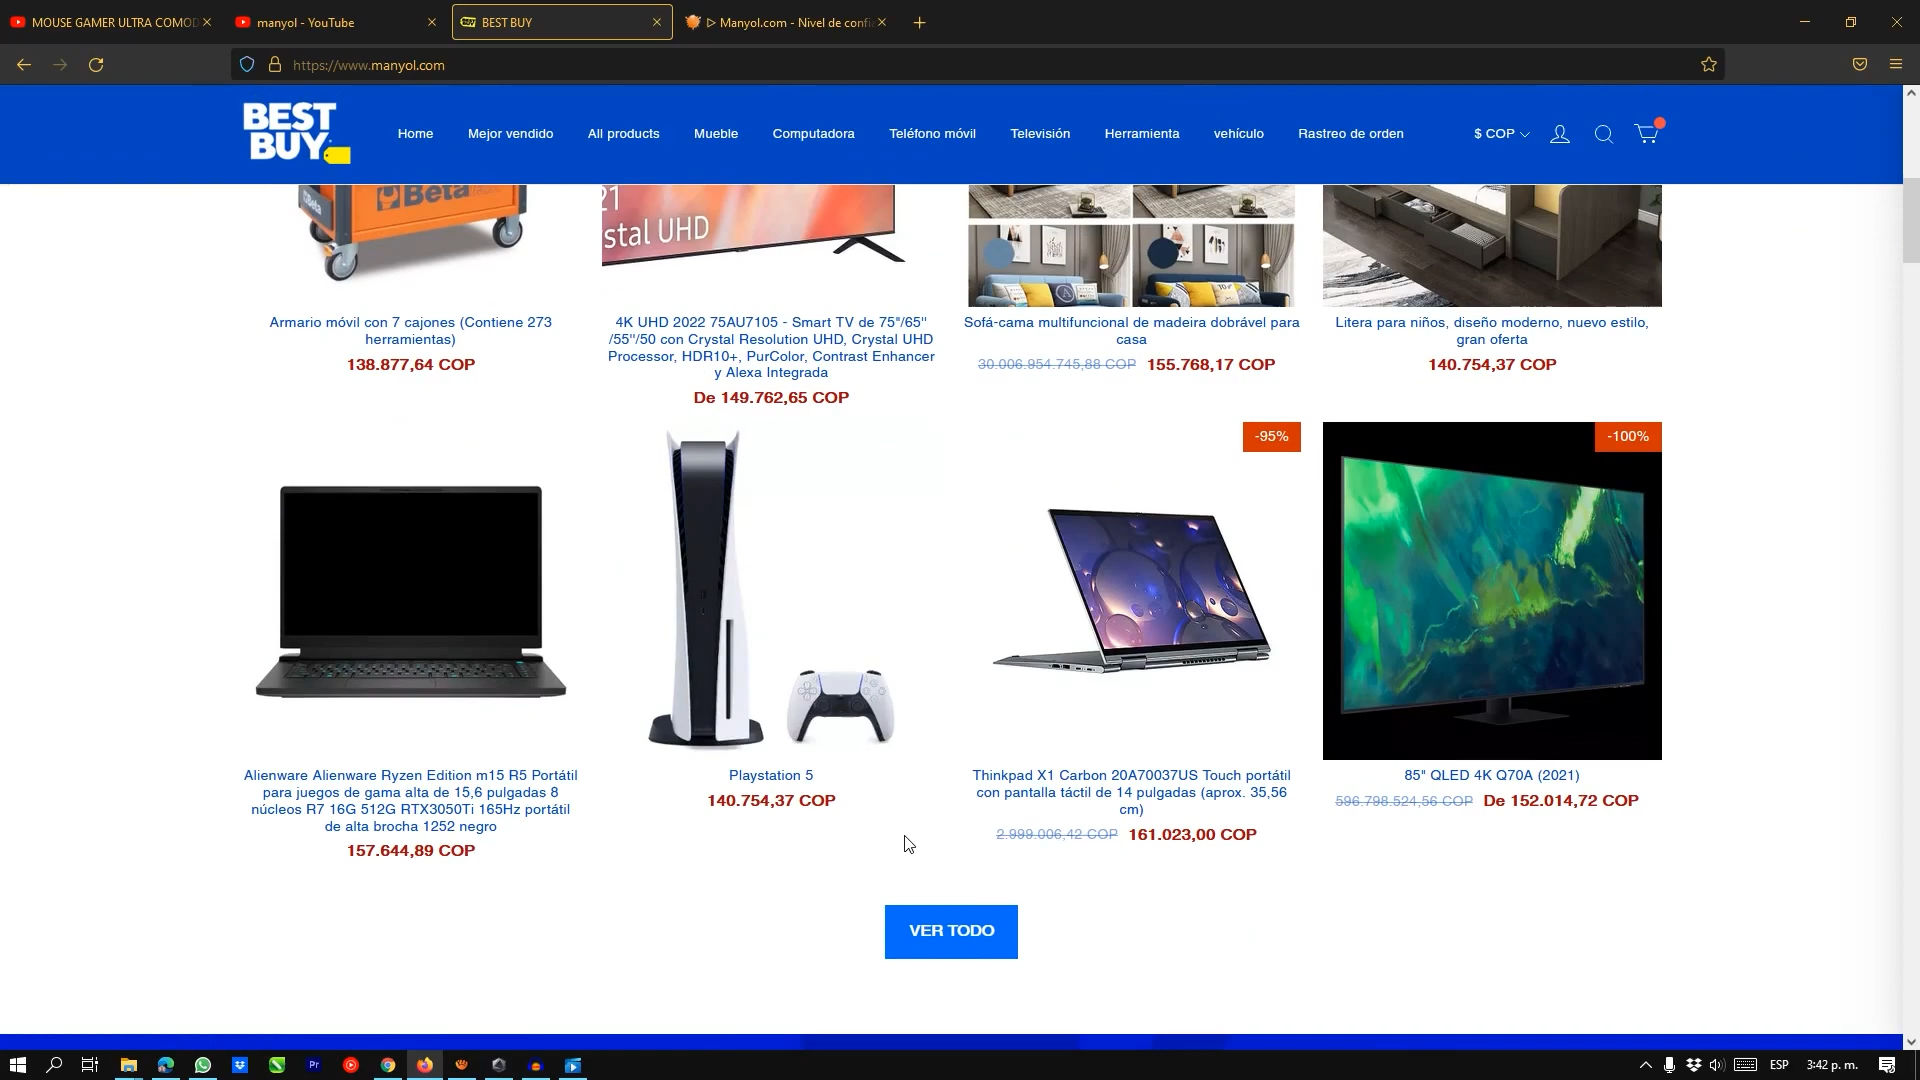 MOUSE GAMER ULTRA COMOD
manyol - YouTube
BEST BUY
▷ Manyol.com - Nivel de confi
https://www.manyol.com
BEST
BUY
Home
Mejor vendido
All products
Mueble
Computadora
Teléfono móvil
Televisión
Herramienta
vehículo
Rastreo de orden
$ COP
Beta
Beta
21
stal UHD
Armario móvil con 7 cajones (Contiene 273
herramientas)
138.877,64 COP
4K UHD 2022 75AU7105 - Smart TV de 75"/65''
/55''/50 con Crystal Resolution UHD, Crystal UHD
Processor, HDR10+, PurColor, Contrast Enhancer
y Alexa Integrada
De 149.762,65 COP
Sofá-cama multifuncional de madeira dobrável para
casa
30.006.954.745,88 COP 155.768,17 COP
Litera para niños, diseño moderno, nuevo estilo,
gran oferta
140.754,37 COP
Alienware Alienware Ryzen Edition m15 R5 Portátil
para juegos de gama alta de 15,6 pulgadas 8
núcleos R7 16G 512G RTX3050Ti 165Hz portátil
de alta brocha 1252 negro
157.644,89 COP
Playstation 5
140.754,37 COP
-95%
Thinkpad X1 Carbon 20A70037US Touch portátil
con pantalla táctil de 14 pulgadas (aprox. 35,56
cm)
2.999.006,42 COP 161.023,00 COP
-100%
85" QLED 4K Q70A (2021)
596.798.524,56 COP De 152.014,72 COP
VER TODO
Pr
ESP
3:42 p. m.